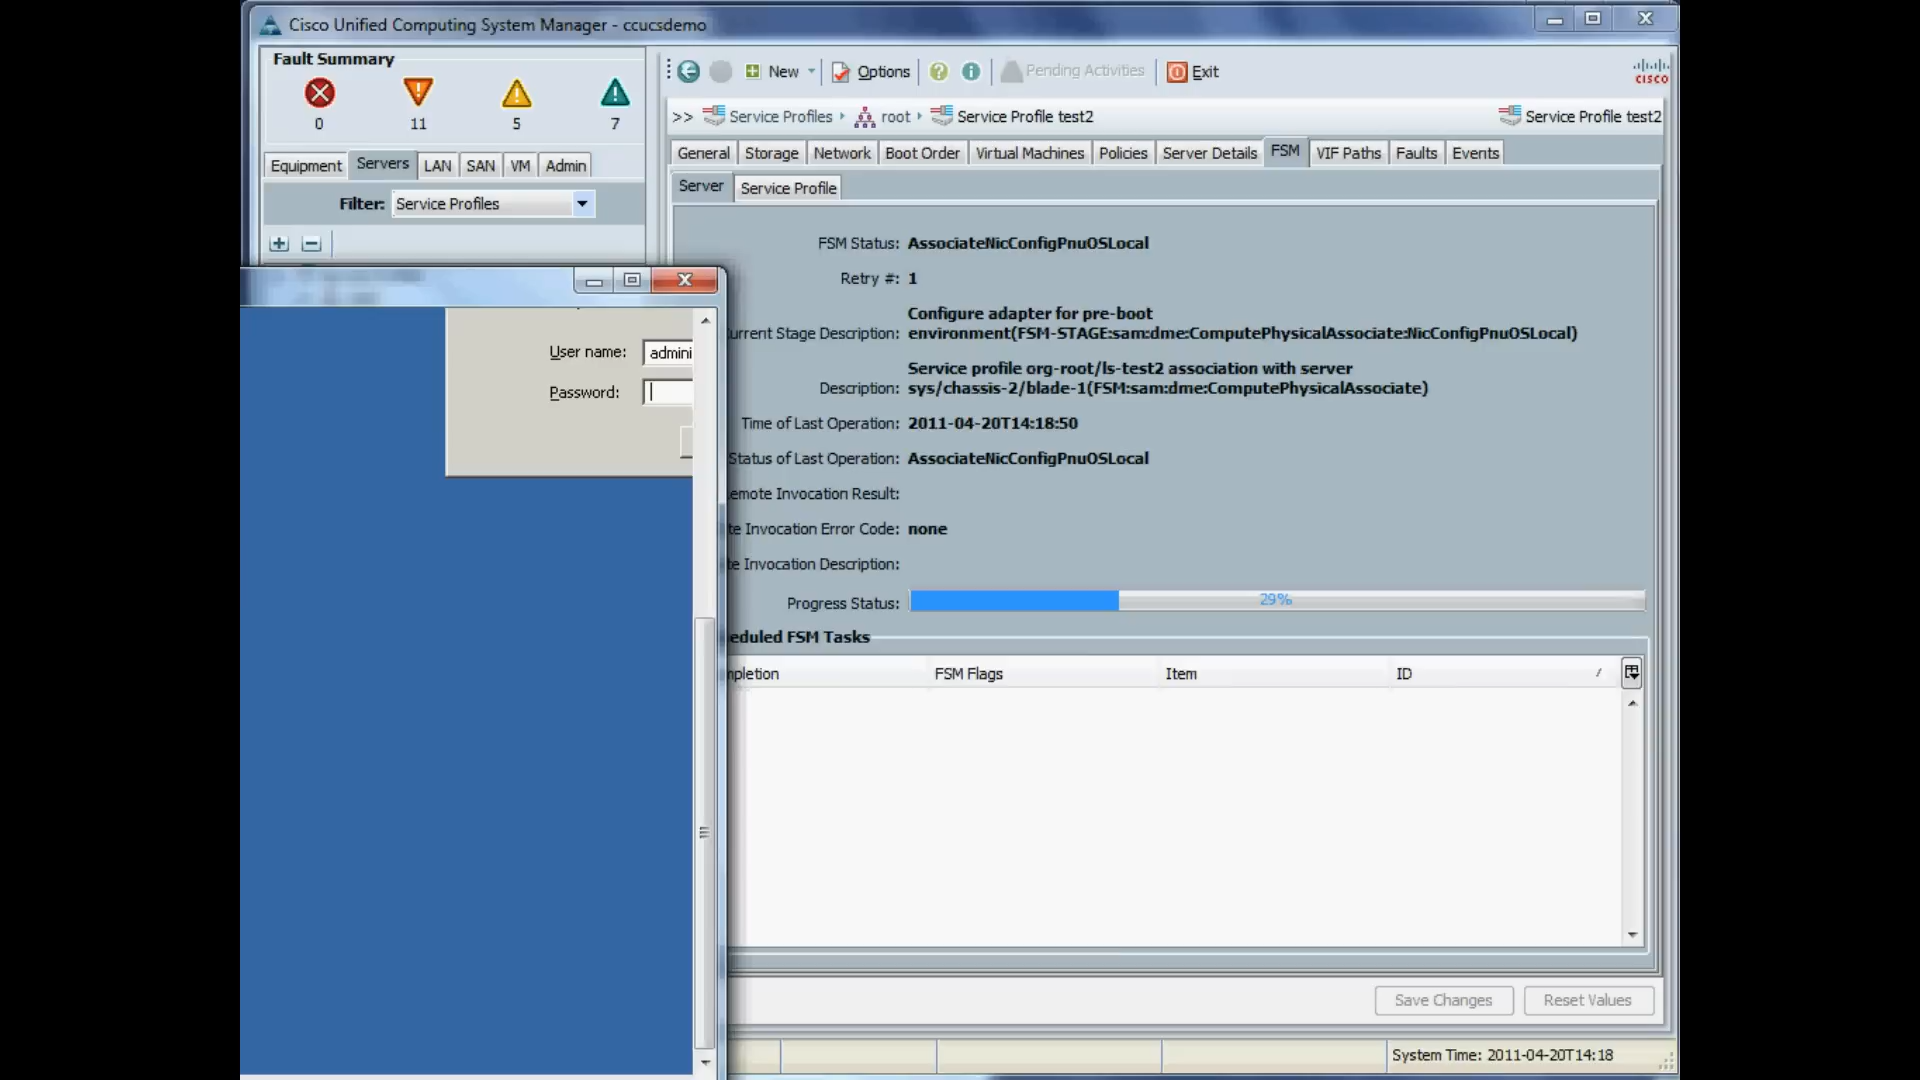 Cisco Unified Computing System Manager - ccucsdemo
Fault Summary
0 11 5 7
Equipment Servers LAN SAN VM Admin
Filter: Service Profiles
New Options Pending Activities Exit
cisco
>> Service Profiles root Service Profile test2 Service Profile test2
General Storage Network Boot Order Virtual Machines Policies Server Details FSM VIF Paths Faults Events
Server Service Profile
FSM Status: AssociateNicConfigPnuOSLocal
Retry #: 1
Configure adapter for pre-boot
urrent Stage Description: environment(FSM-STAGE:sam:dme:ComputePhysicalAssociate:NicConfigPnuOSLocal)
Service profile org-root/ls-test2 association with server
Description: sys/chassis-2/blade-1(FSM:sam:dme:ComputePhysicalAssociate)
Time of Last Operation: 2011-04-20T14:18:50
Status of Last Operation: AssociateNicConfigPnuOSLocal
emote Invocation Result:
te Invocation Error Code: none
te Invocation Description:
Progress Status: 29%
eduled FSM Tasks
mpletion FSM Flags Item ID
User name: admini
Password:
Save Changes Reset Values
System Time: 2011-04-20T14:18